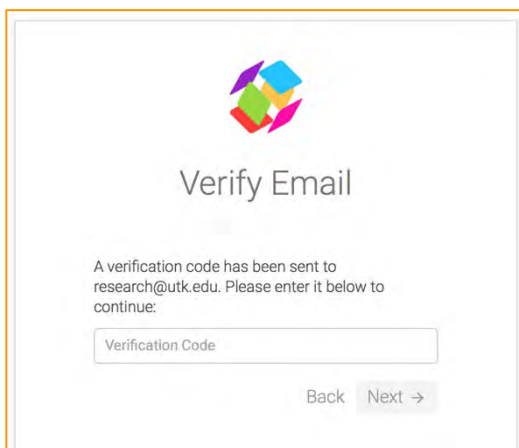 Verify Email
A verification code has been sent to
research@utk.edu. Please enter it below to
continue:
Verification Code
Back Next →